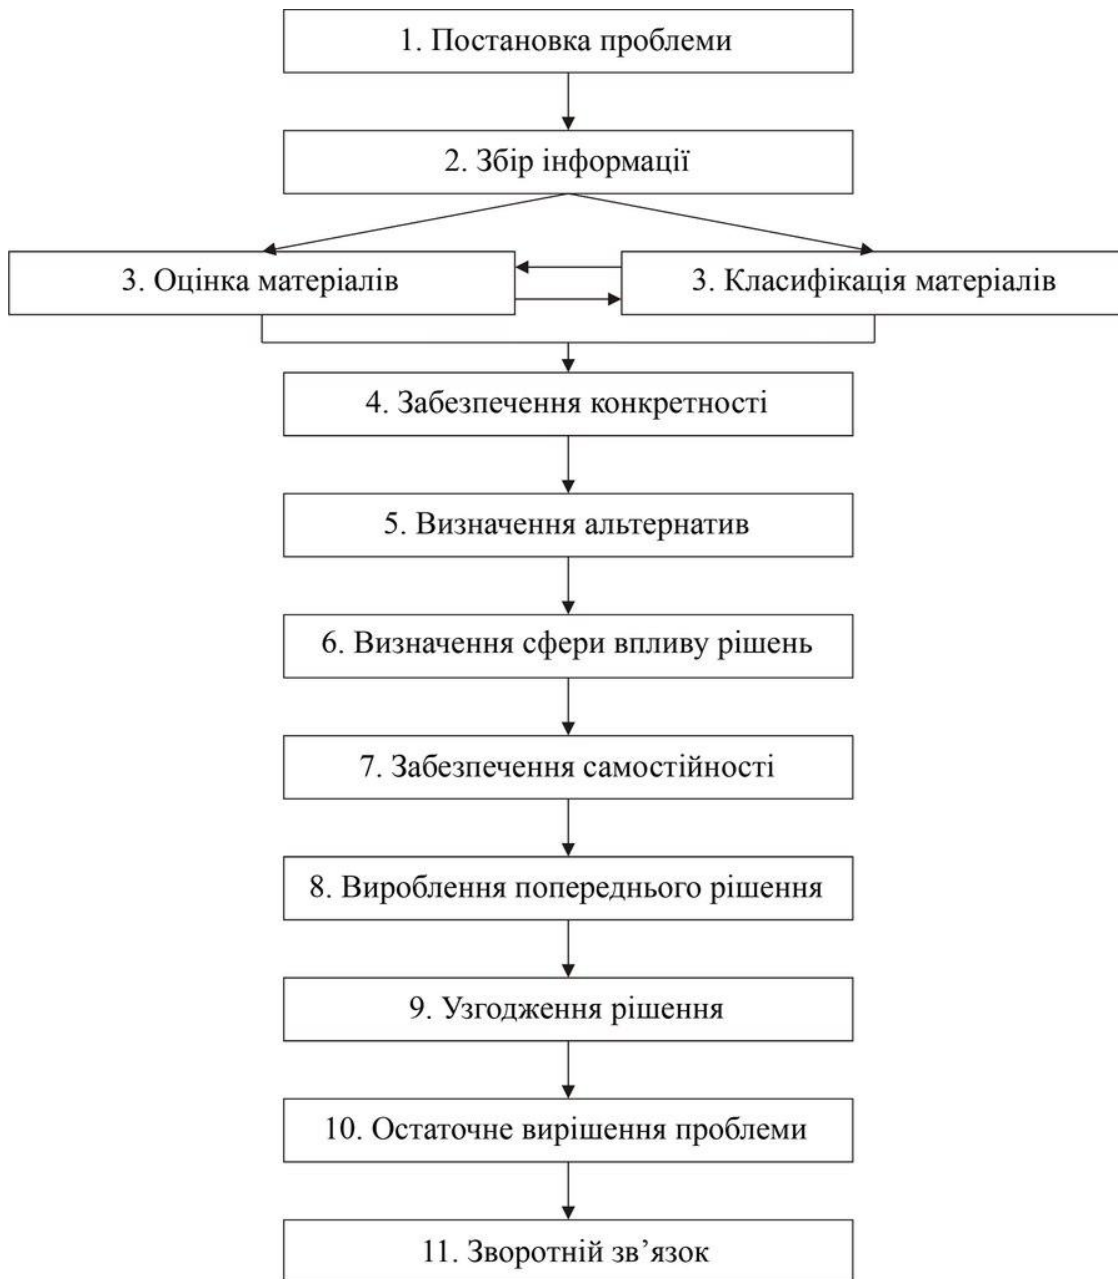 1. Постановка проблеми
2. Збір інформації
3. Оцінка матеріалів
3. Класифікація матеріалів
4. Забезпечення конкретності
5. Визначення альтернатив
6. Визначення сфери впливу рішень
7. Забезпечення самостійності
8. Вироблення попереднього рішення
9. Узгодження рішення
10. Остаточне вирішення проблеми
11. Зворотній зв’язок